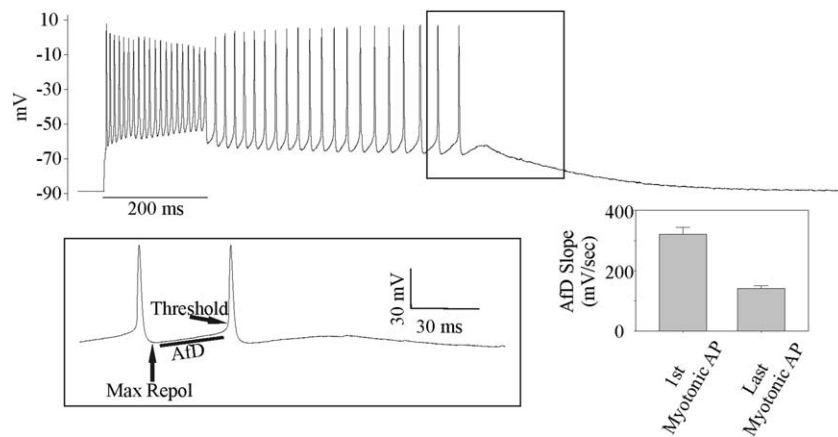 10
-10
-30
-50
-70
-90
mV
200 ms
Threshold
AfD
Max Repol
30 mV
30 ms
AfD Slope
(mV/sec)
400
200
0
1st
Myotonic AP
Last
Myotonic AP